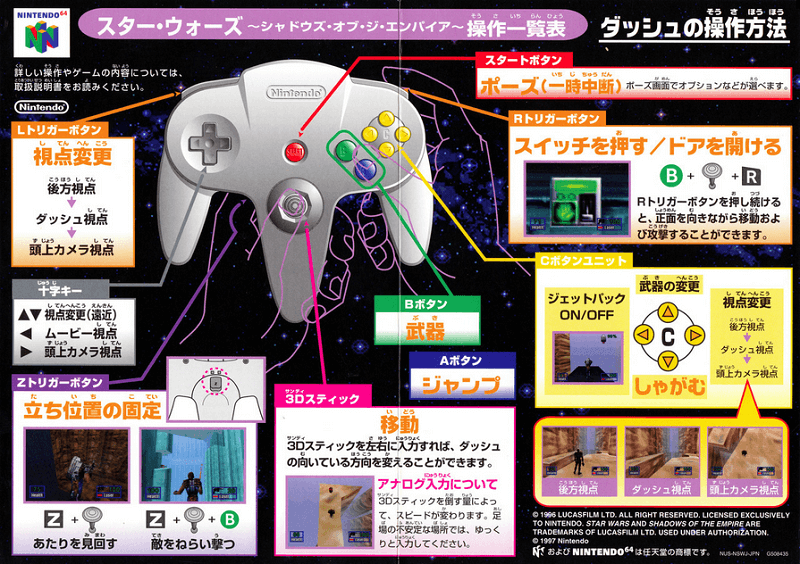 NINTENDO 64
スター・ウォーズ ～シャドウズ・オブ・ジ・エンパイア～ 操作一覧表
ダッシュの操作方法
詳しい操作やゲームの内容については、
取扱説明書をお読みください。
Nintendo
Nintendo
スタートボタン
ポーズ(一時中断) ポーズ画面でオプションなどが選べます。
Lトリガーボタン
視点変更
後方視点
ダッシュ視点
頭上カメラ視点
Rトリガーボタン
スイッチを押す/ドアを開ける
B + R
Rトリガーボタンを押し続ける
と、正面を向きながら移動およ
び攻撃することができます。
START
B
A
C
十字キー
▲▼視点変更(遠近)
◀ ムービー視点
▶ 頭上カメラ視点
Bボタン
武器
Aボタン
ジャンプ
Cボタンユニット
ジェットパック
ON/OFF
武器の変更
C
しゃがむ
視点変更
後方視点
ダッシュ視点
頭上カメラ視点
後方視点
ダッシュ視点
頭上カメラ視点
Zトリガーボタン
立ち位置の固定
Z +
あたりを見回す
Z + + B
敵をねらい撃つ
3Dスティック
移動
3Dスティックを左右に入力すれば、ダッシュ
の向いている方向を変えることができます。
アナログ入力について
3Dスティックを倒す量によっ
て、スピードが変わります。足
場の不安定な場所では、ゆっく
りと入力してください。
© 1996 LUCASFILM LTD. ALL RIGHT RESERVED. LICENSED EXCLUSIVELY
TO NINTENDO. STAR WARS AND SHADOWS OF THE EMPIRE ARE
TRADEMARKS OF LUCASFILM LTD. USED UNDER AUTHORIZATION.
© 1997 Nintendo
および NINTENDO 64 は任天堂の商標です。
NUS-NSWJ-JPN G508435